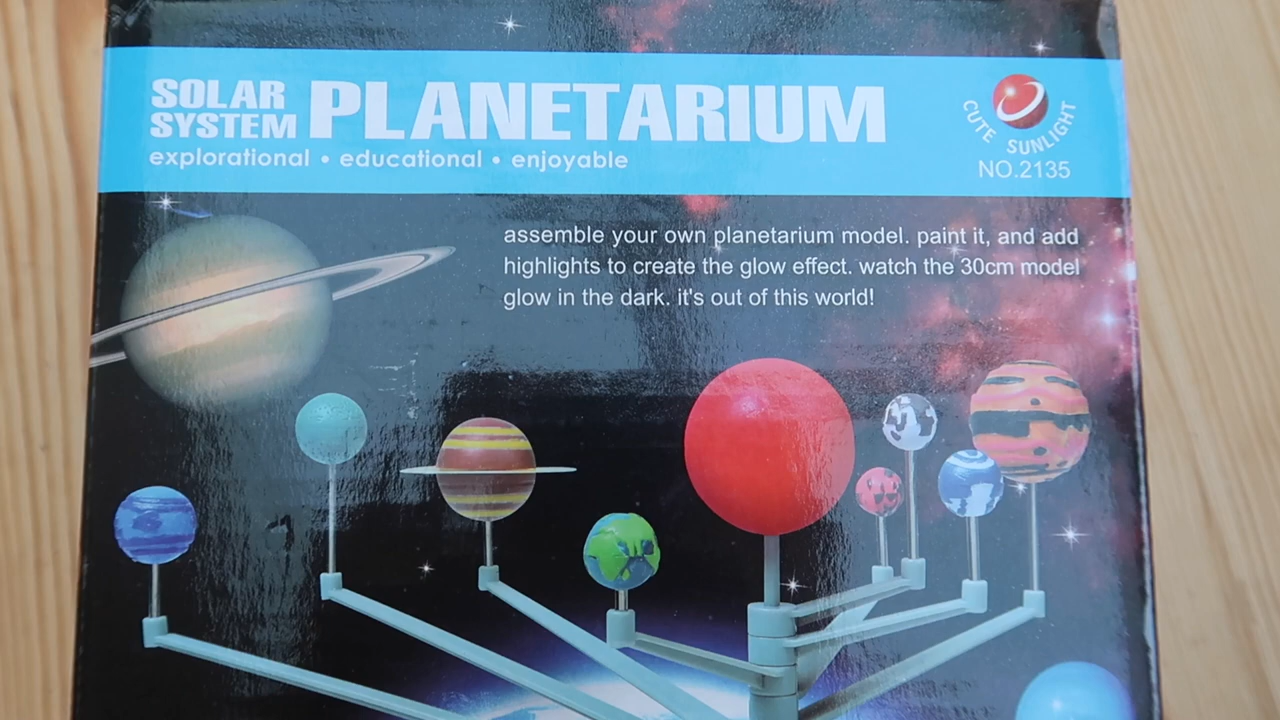 SOLAR
SYSTEM
PLANETARIUM
explorational • educational • enjoyable
CUTE SUNLIGHT
NO.2135
assemble your own planetarium model. paint it, and add
highlights to create the glow effect. watch the 30cm model
glow in the dark. it's out of this world!